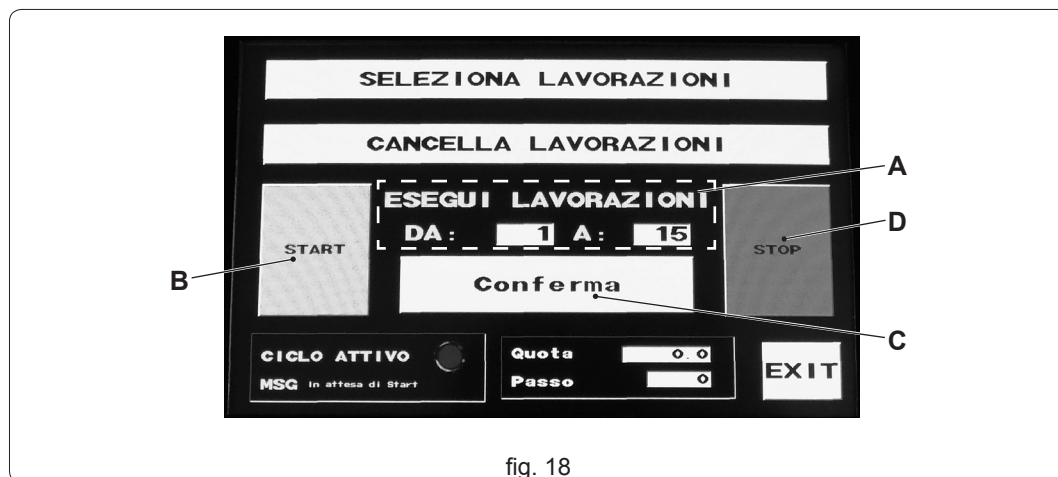 SELEZIONA LAVORAZIONI
CANCELLA LAVORAZIONI
A
ESEGUI LAVORAZIONI
DA: 1 A: 15
D
START
STOP
B
Conferma
C
CICLO ATTIVO
MSG In attesa di Start
Quota 0.0
Passo 0
EXIT
fig. 18